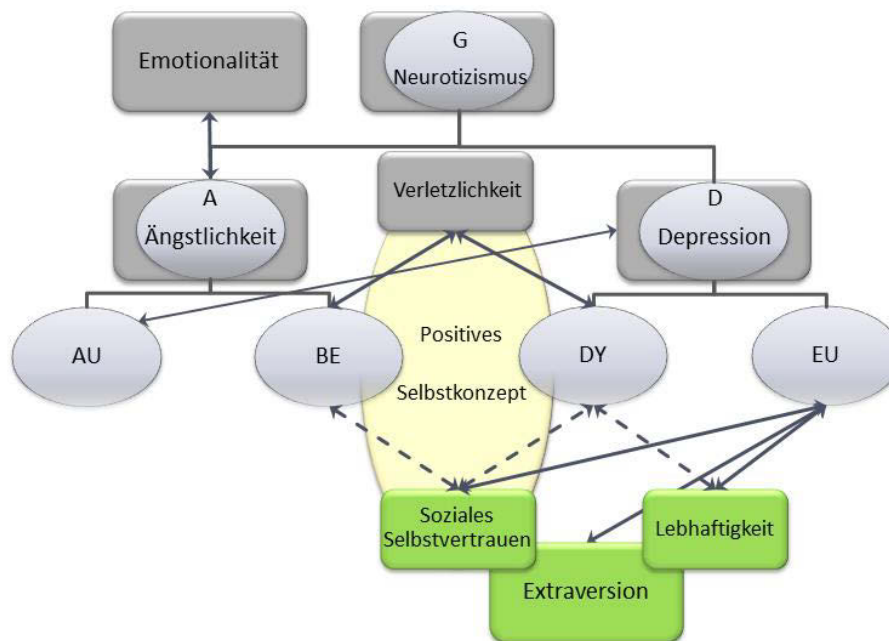 Emotionalität
G
Neurotizismus
A
Ängstlichkeit
Verletzlichkeit
D
Depression
AU
BE
Positives
Selbstkonzept
DY
EU
Soziales
Selbstvertrauen
Lebhaftigkeit
Extraversion